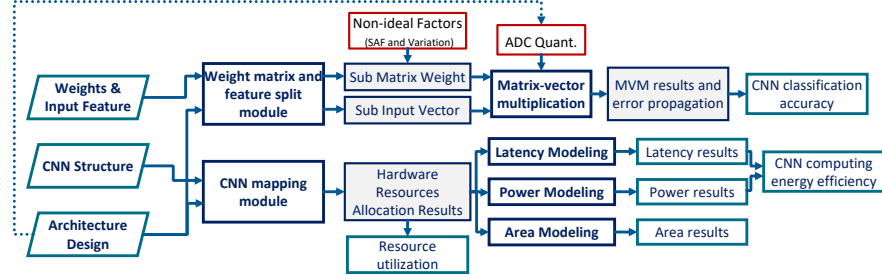 Non-ideal Factors
(SAF and Variation)
ADC Quant.
Weights &
Input Feature
Weight matrix and
feature split
module
Sub Matrix Weight
Sub Input Vector
Matrix-vector
multiplication
MVM results and
error propagation
CNN classification
accuracy
CNN Structure
CNN mapping
module
Hardware
Resources
Allocation Results
Latency Modeling
Latency results
Power Modeling
Power results
CNN computing
energy efficiency
Architecture
Design
Area Modeling
Area results
Resource
utilization